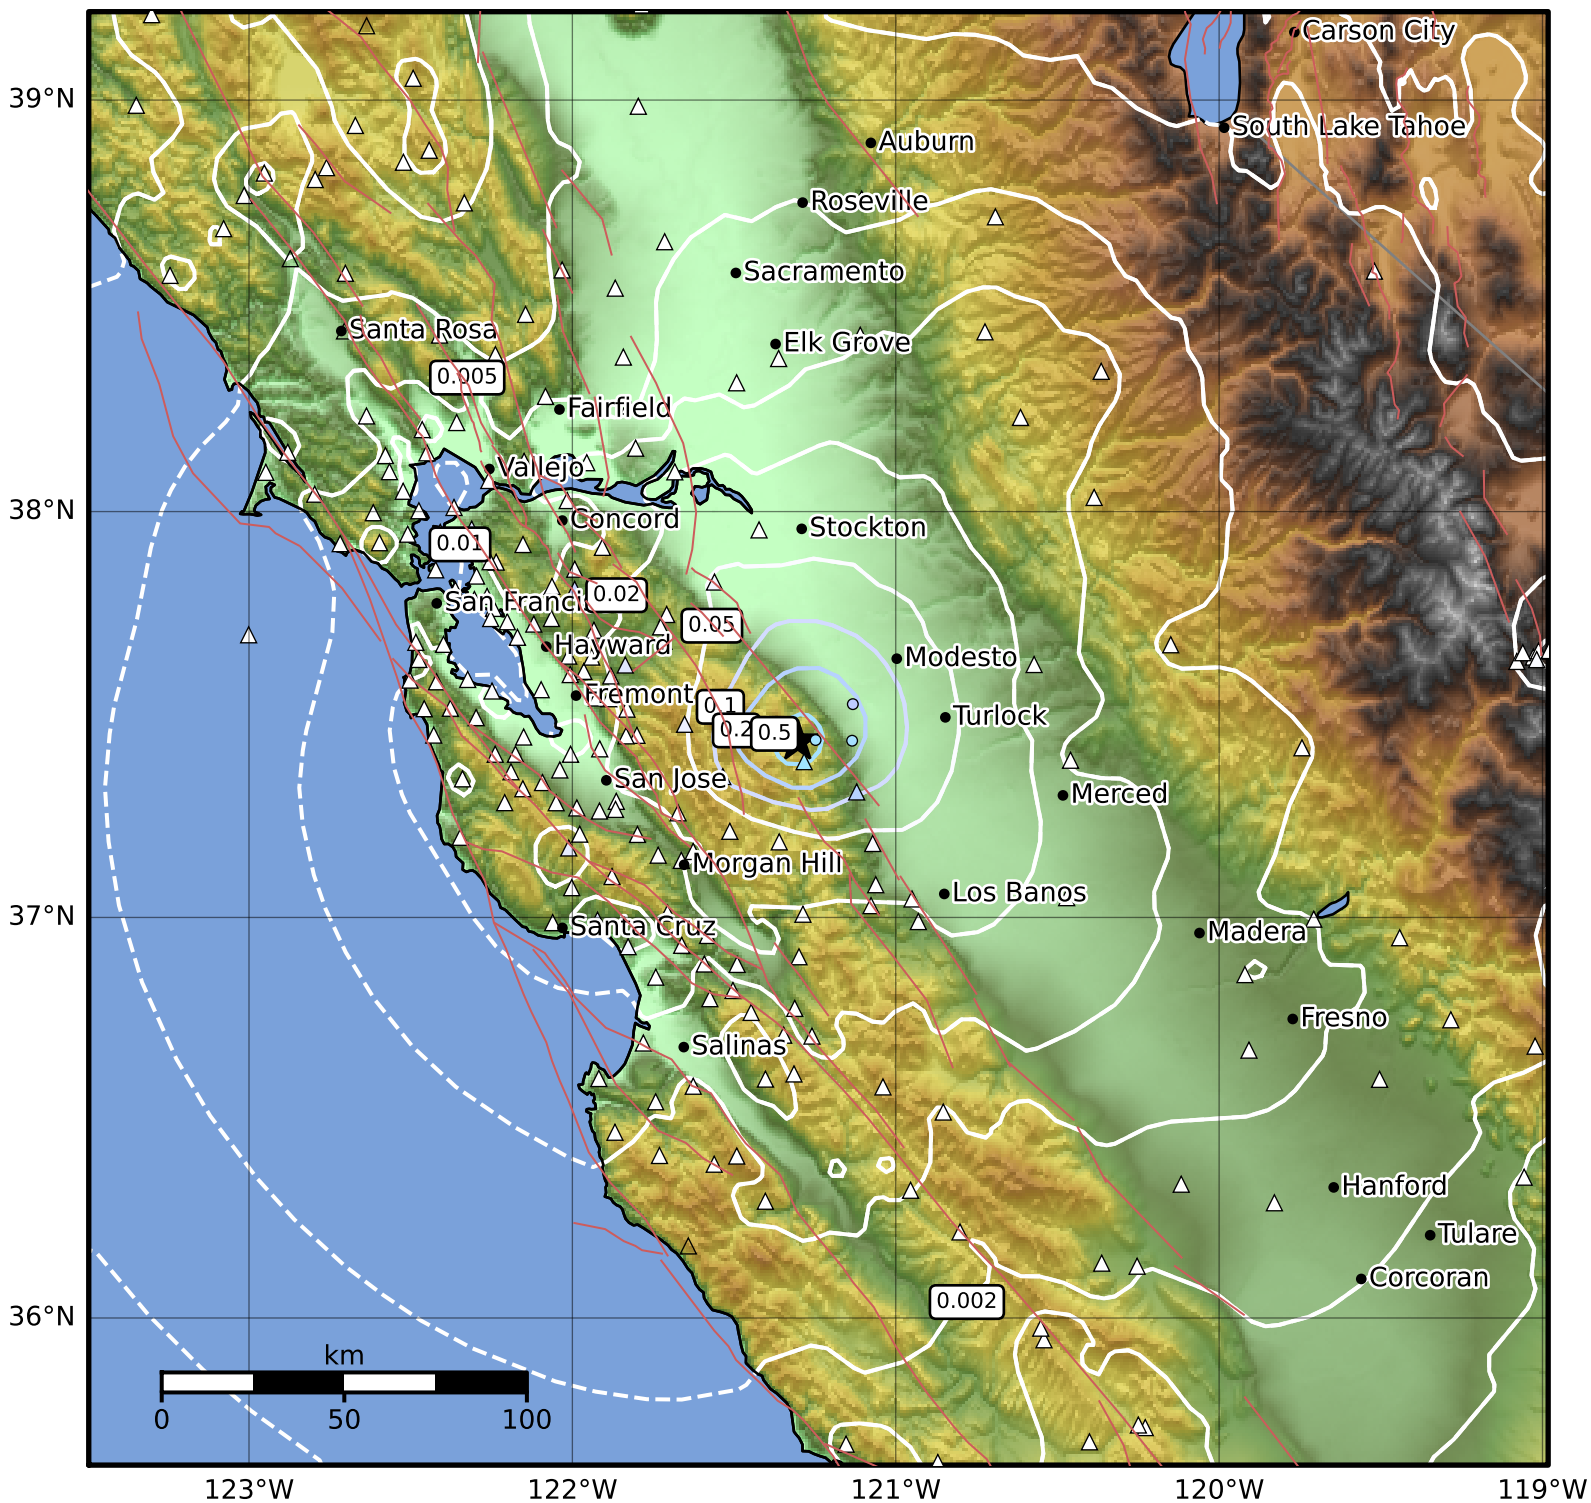 Carson City
39°N
South Lake Tahoe
Auburn
Roseville
Sacramento
Santa Rosa
Elk Grove
0.005
Fairfield
Vallejo
38°N
Concord
Stockton
0.01
0.02
San Franci
0.05
Hayward
Modesto
Fremont
0.1
Turlock
0.2
0.5
San Jose
Merced
Morgan Hill
Los Banos
37°N
Santa Cruz
Madera
Fresno
Salinas
Hanford
Tulare
Corcoran
0.002
36°N
km
0 50 100
123°W 122°W 121°W 120°W 119°W